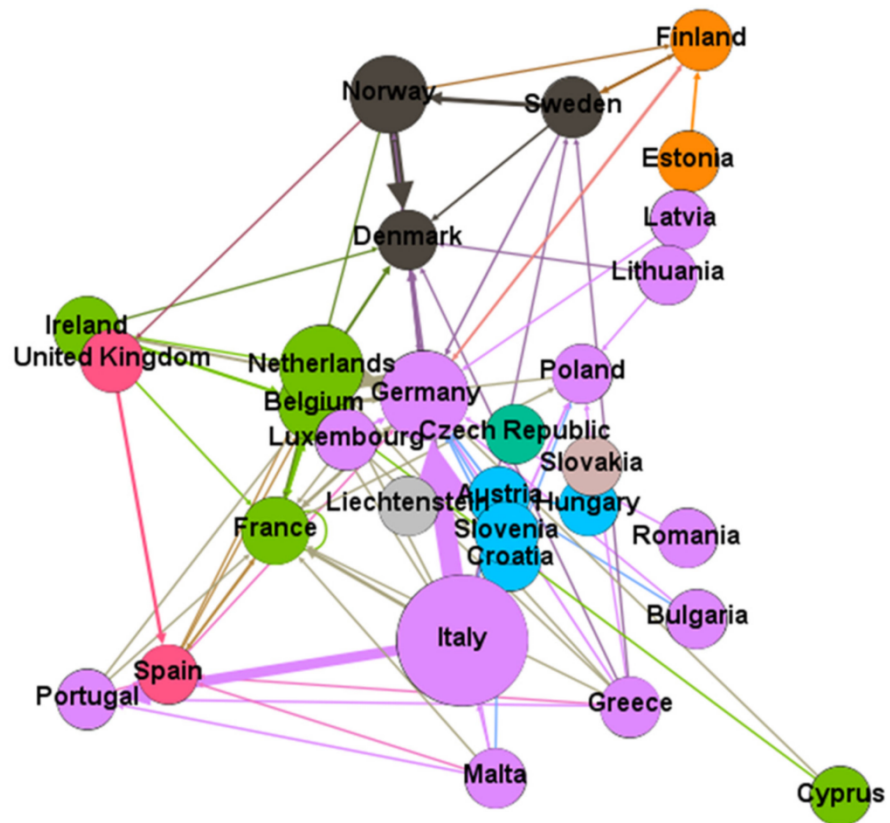 Finland
Norway
Sweden
Estonia
Latvia
Denmark
Lithuania
Ireland
United Kingdom
Netherlands
Germany
Poland
Belgium
Luxembourg
Czech Republic
Slovakia
Liechtenstein
Austria
Hungary
France
Slovenia
Romania
Croatia
Bulgaria
Italy
Spain
Portugal
Greece
Malta
Cyprus